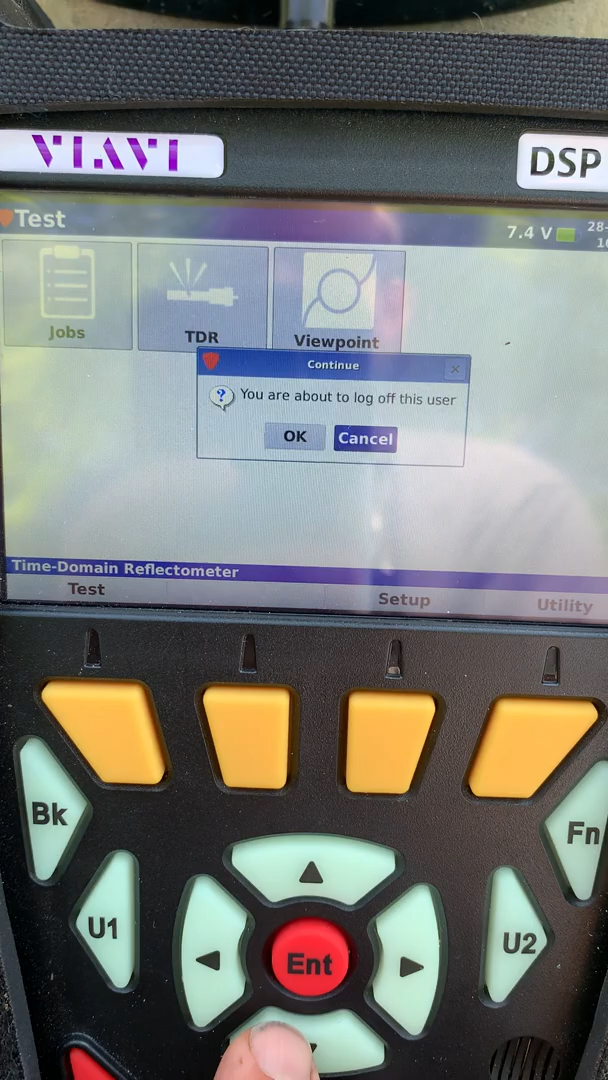 VIAVI
DSP
Test
7.4 V
28-
Jobs
TDR
Viewpoint
Continue
? You are about to log off this user
OK
Cancel
Time-Domain Reflectometer
Test
Setup
Utility
Bk
Fn
U1
U2
Ent